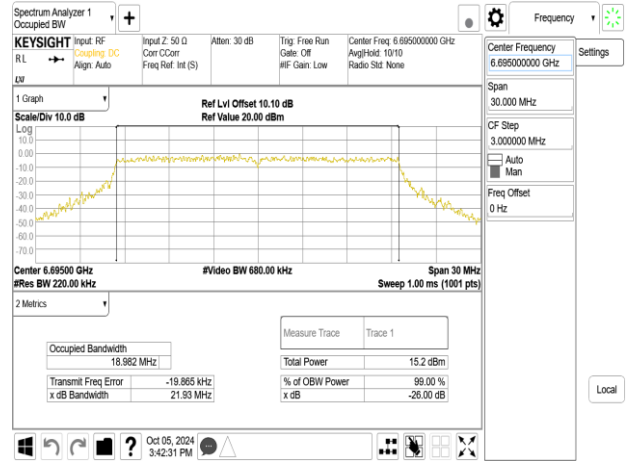 Spectrum Analyzer 1
Occupied BW
Frequency
KEYSIGHT
RL
Input: RF
Coupling: DC
Align: Auto
Input Z: 50 Ω
Corr CCorr
Freq Ref: Int (S)
Atten: 30 dB
Trig: Free Run
Gate: Off
#IF Gain: Low
Center Freq: 6.695000000 GHz
Avg|Hold: 10/10
Radio Std: None
Center Frequency
6.695000000 GHz
Settings
Span
30.000 MHz
CF Step
3.000000 MHz
Auto
Man
Freq Offset
0 Hz
Local
1 Graph
Scale/Div 10.0 dB
Ref Lvl Offset 10.10 dB
Ref Value 20.00 dBm
Log
10.0
0.00
-10.0
-20.0
-30.0
-40.0
-50.0
-60.0
-70.0
Center 6.69500 GHz
#Video BW 680.00 kHz
Span 30 MHz
#Res BW 220.00 kHz
Sweep 1.00 ms (1001 pts)
2 Metrics
Measure Trace
Trace 1
Occupied Bandwidth
18.982 MHz
Total Power
15.2 dBm
Transmit Freq Error
-19.865 kHz
% of OBW Power
99.00 %
x dB Bandwidth
21.93 MHz
x dB
-26.00 dB
?
Oct 05, 2024
3:42:31 PM